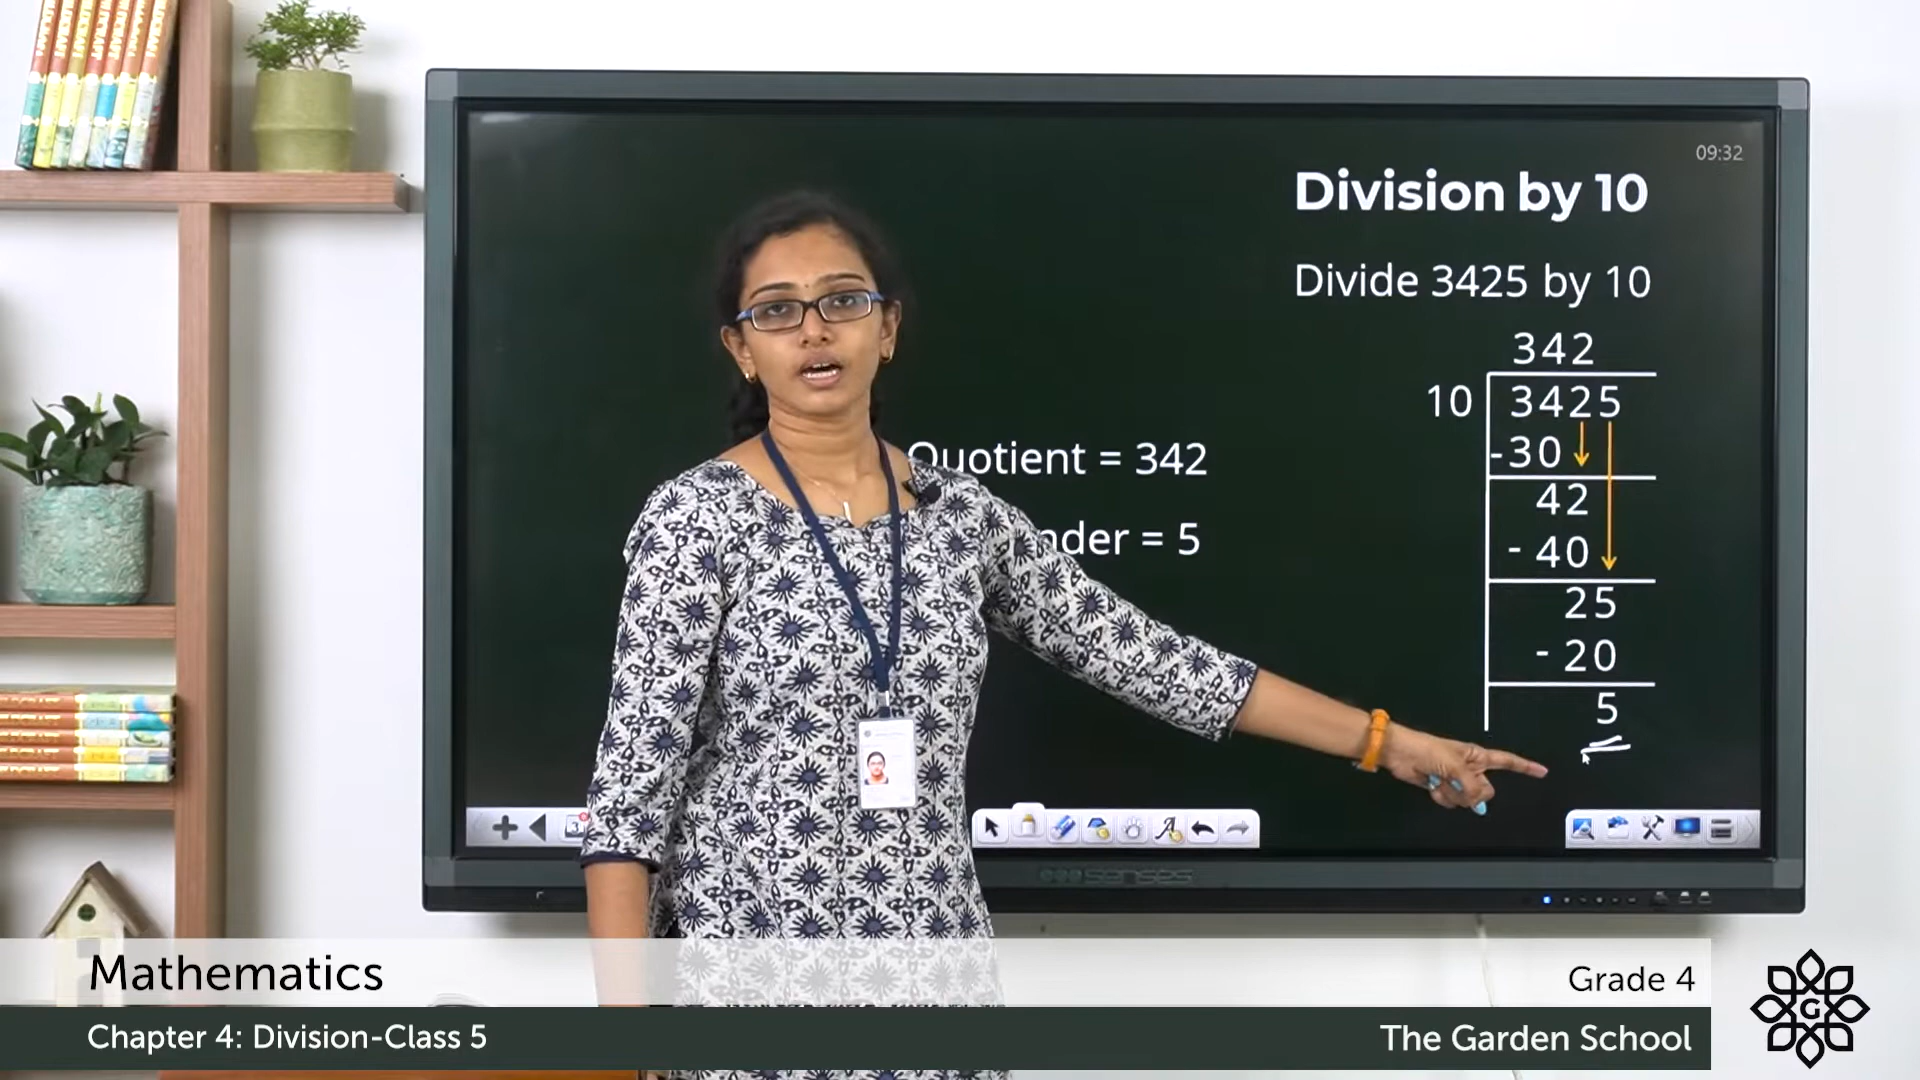 09:32
Division by 10
Divide 3425 by 10
342
10 3425
-30
42
- 40
25
- 20
5
Quotient = 342
nder = 5
senses
Mathematics
Grade 4
Chapter 4: Division-Class 5
The Garden School
G